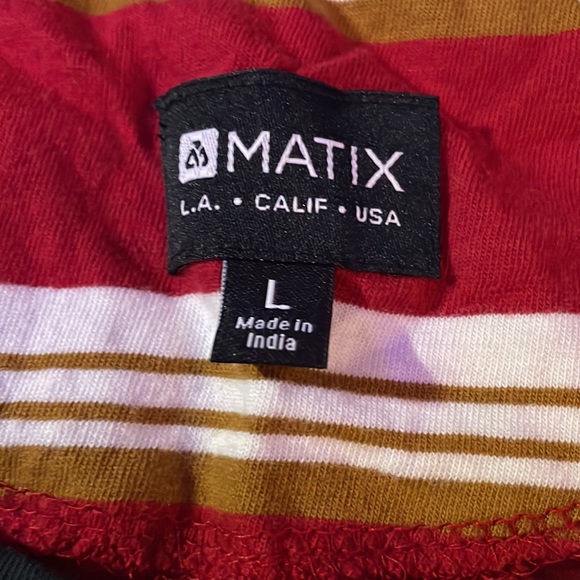 MATIX
L.A. • CALIF • USA
L
Made in
India